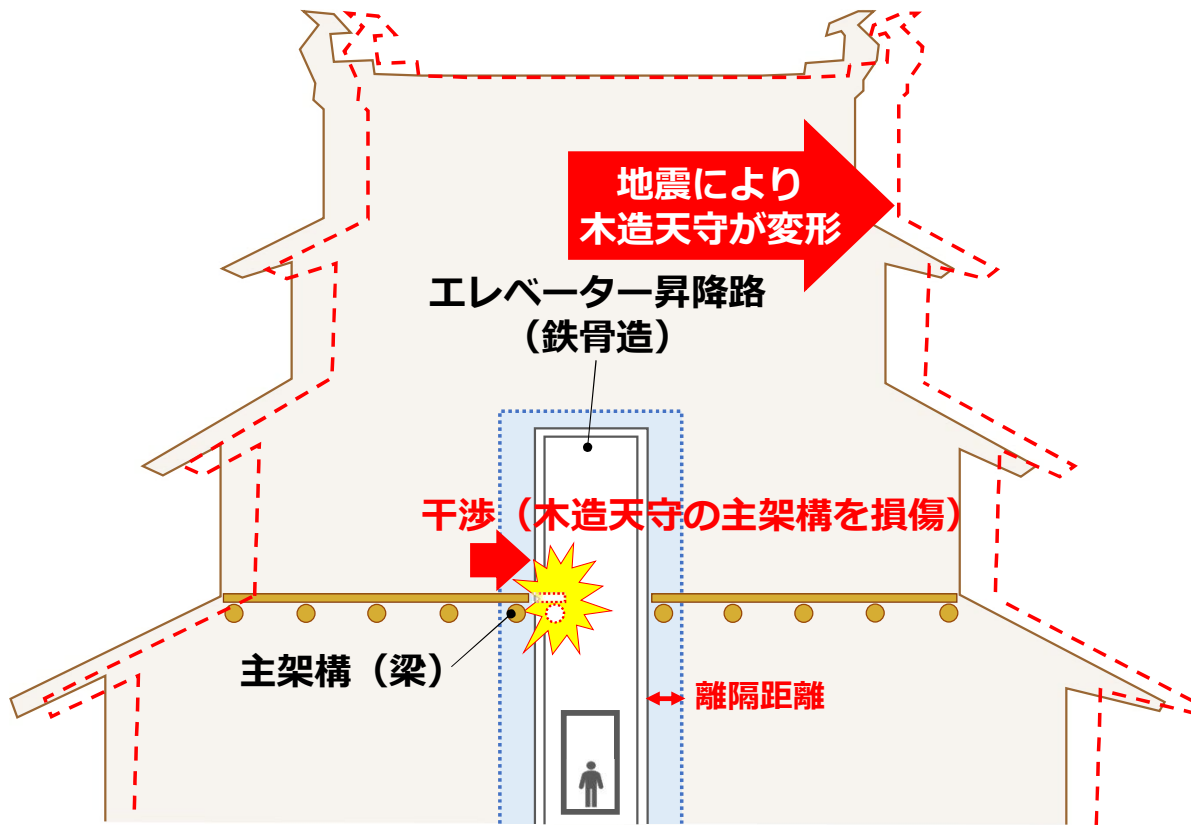 地震により
木造天守が変形
エレベーター昇降路
（鉄骨造）
干渉（木造天守の主架構を損傷）
主架構（梁）
離隔距離